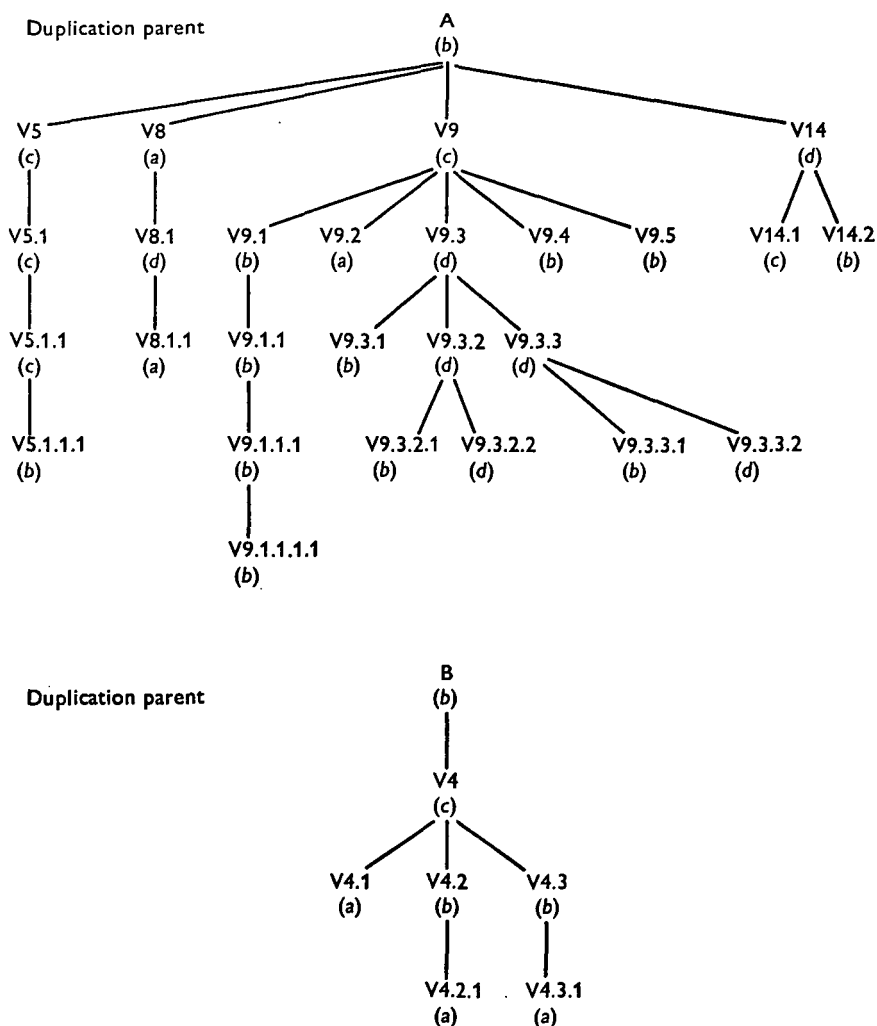 Duplication parent A
(b)
V5 V8 V9 V14
(c) (a) (c) (d)
V5.1 V8.1 V9.1 V9.2 V9.3 V9.4 V9.5 V14.1 V14.2
(c) (d) (b) (a) (d) (b) (b) (c) (b)
V5.1.1 V8.1.1 V9.1.1 V9.3.1 V9.3.2 V9.3.3
(c) (a) (b) (b) (d) (d)
V5.1.1.1 V9.1.1.1 V9.3.2.1 V9.3.2.2 V9.3.3.1 V9.3.3.2
(b) (b) (b) (d) (b) (d)
V9.1.1.1.1
(b)
Duplication parent B
(b)
V4
(c)
V4.1 V4.2 V4.3
(a) (b) (b)
V4.2.1 V4.3.1
(a) (a)